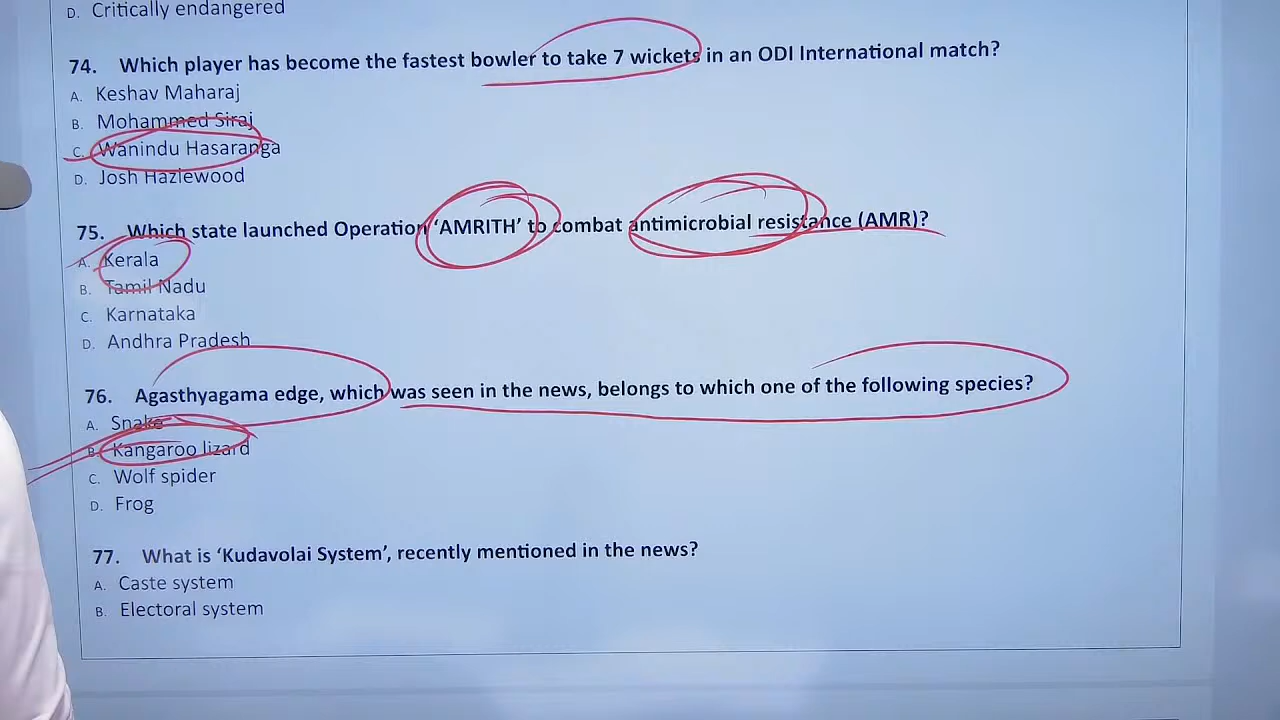 D. Critically endangered
74. Which player has become the fastest bowler to take 7 wickets in an ODI International match?
A. Keshav Maharaj
B. Mohammed Siraj
C. Wanindu Hasaranga
D. Josh Hazlewood
75. Which state launched Operation ‘AMRITH’ to combat antimicrobial resistance (AMR)?
A. Kerala
B. Tamil Nadu
C. Karnataka
D. Andhra Pradesh
76. Agasthyagama edge, which was seen in the news, belongs to which one of the following species?
A. Snake
B. Kangaroo lizard
C. Wolf spider
D. Frog
77. What is ‘Kudavolai System’, recently mentioned in the news?
A. Caste system
B. Electoral system